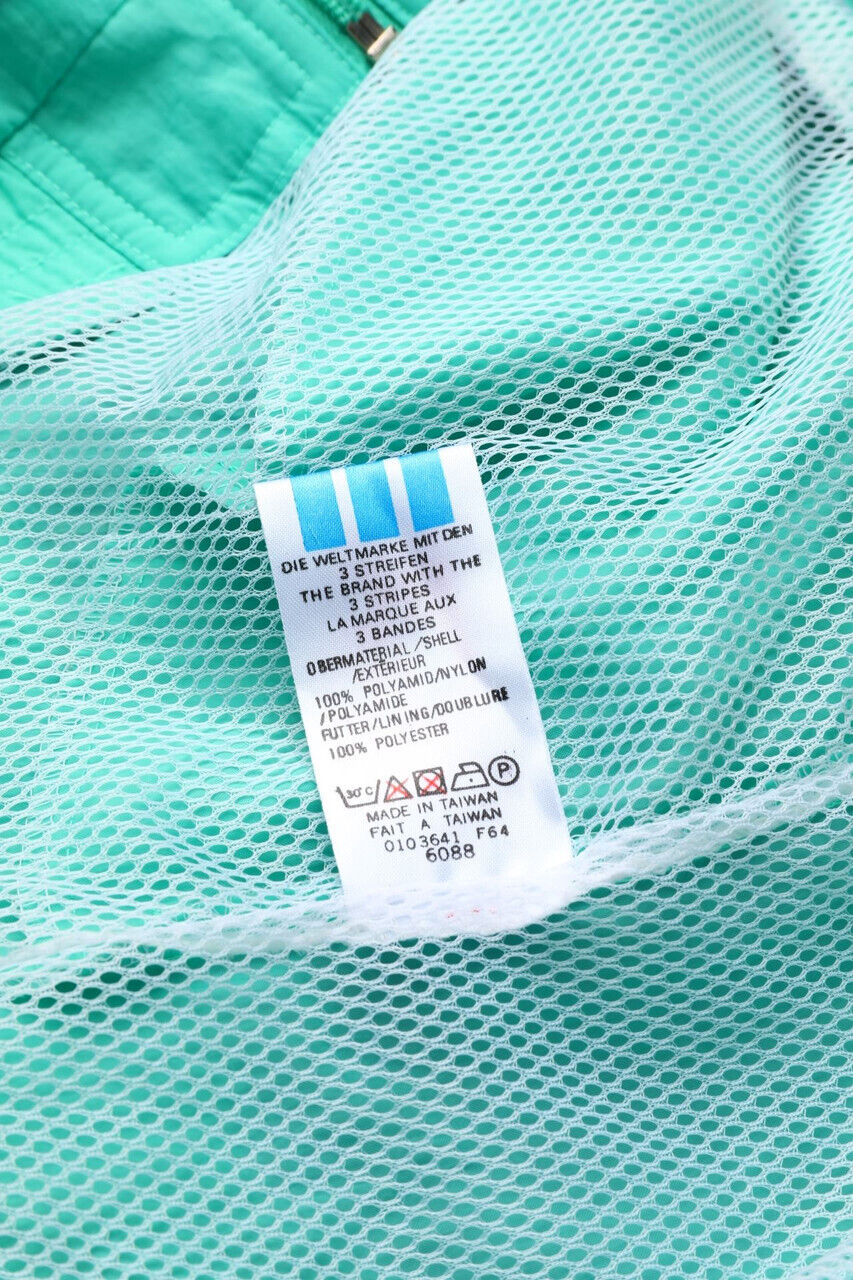 DIE WELTMARKE MIT DEN
3 STREIFEN
THE BRAND WITH THE
3 STRIPES
LA MARQUE AUX
3 BANDES
OBERMATERIAL/SHELL
/EXTÉRIEUR
100% POLYAMID/NYLON
/POLYAMIDE
FUTTER/LINING/DOUBLURE
100% POLYESTER
30°C P
MADE IN TAIWAN
FAIT A TAIWAN
0103641 F64
6088